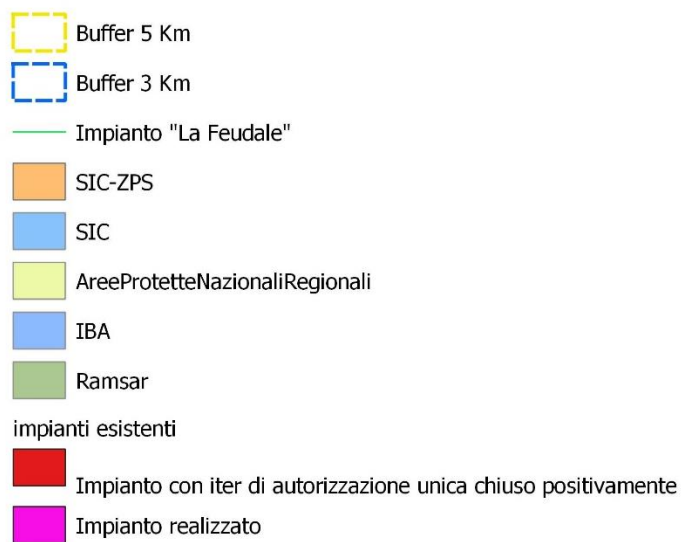 Buffer 5 Km
Buffer 3 Km
Impianto "La Feudale"
SIC-ZPS
SIC
AreeProtetteNazionaliRegionali
IBA
Ramsar
impianti esistenti
Impianto con iter di autorizzazione unica chiuso positivamente
Impianto realizzato